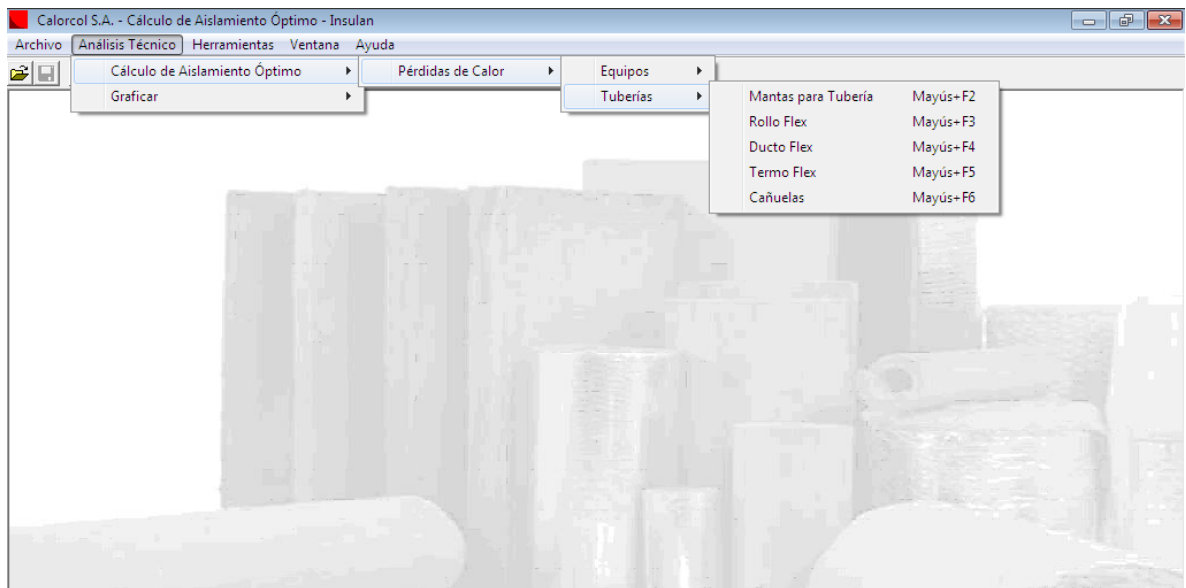 Calorcol S.A. - Cálculo de Aislamiento Óptimo - Insulan
Archivo Análisis Técnico Herramientas Ventana Ayuda
Cálculo de Aislamiento Óptimo Pérdidas de Calor Equipos
Graficar Tuberías Mantas para Tubería Mayús+F2
Rollo Flex Mayús+F3
Ducto Flex Mayús+F4
Termo Flex Mayús+F5
Cañuelas Mayús+F6